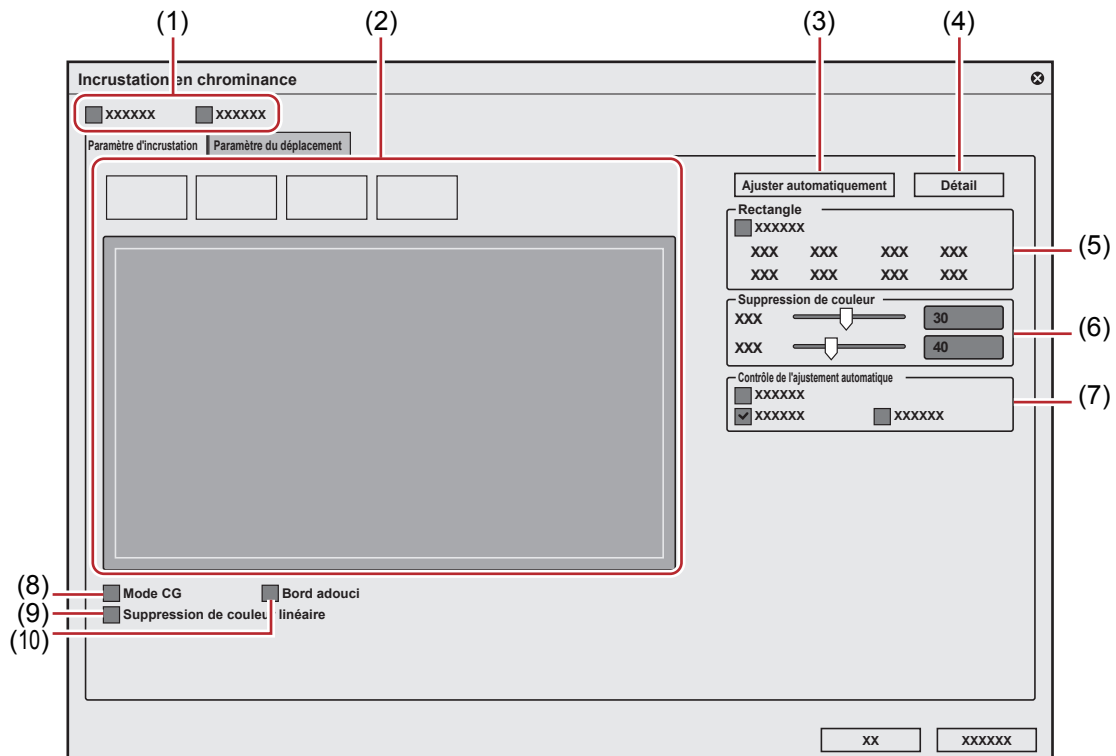 (1) (2) (3) (4)
Incrustation en chrominance
xxxxxx xxxxxx
Paramètre d'incrustation Paramètre du déplacement
Ajuster automatiquement Détail
Rectangle
xxxxxx
xxx xxx xxx xxx
xxx xxx xxx xxx
(5)
Suppression de couleur
xxx 30
xxx 40
(6)
Contrôle de l'ajustement automatique
xxxxxx
xxxxxx xxxxxx
(7)
(8) Mode CG Bord adouci
(9) Suppression de couleur linéaire
(10)
xx xxxxxx